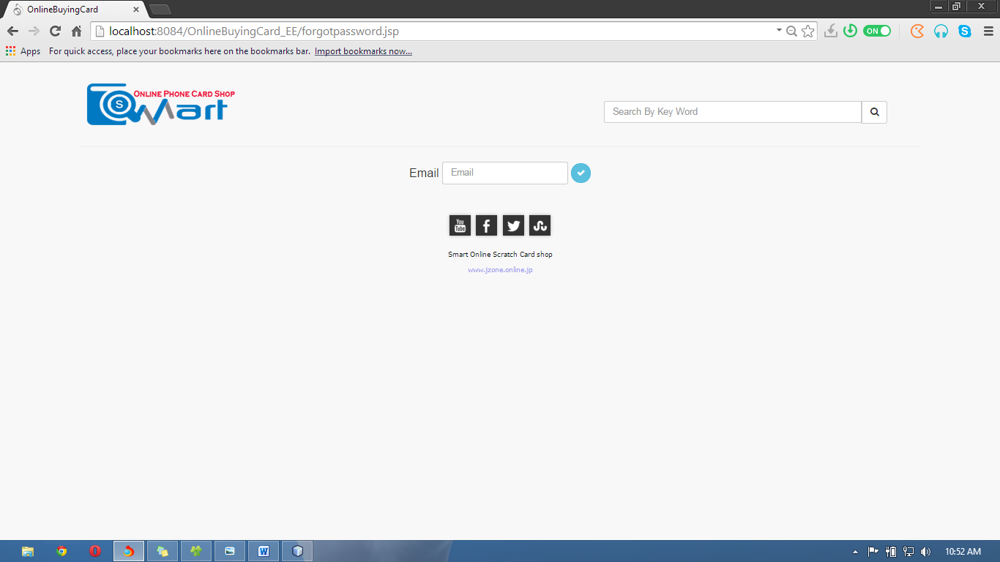 OnlineBuyingCard
localhost:8084/OnlineBuyingCard_EE/forgotpassword.jsp
ON
Apps For quick access, place your bookmarks here on the bookmarks bar. Import bookmarks now...
ONLINE PHONE CARD SHOP
S
Mart
Search By Key Word
Email Email
You
Tube
Smart Online Scratch Card shop
www.jzone.online.jp
10:52 AM